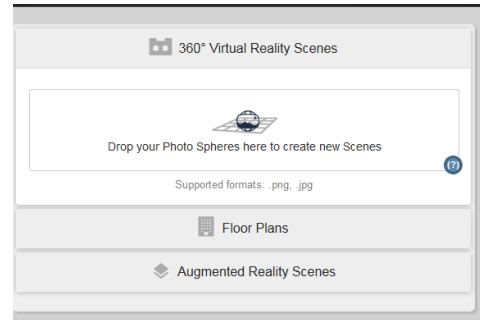 360° Virtual Reality Scenes
Drop your Photo Spheres here to create new Scenes
(?)
Supported formats: .png, .jpg
Floor Plans
Augmented Reality Scenes